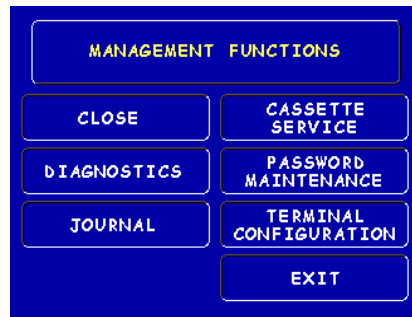 MANAGEMENT FUNCTIONS
CLOSE
CASSETTE
SERVICE
DIAGNOSTICS
PASSWORD
MAINTENANCE
JOURNAL
TERMINAL
CONFIGURATION
EXIT